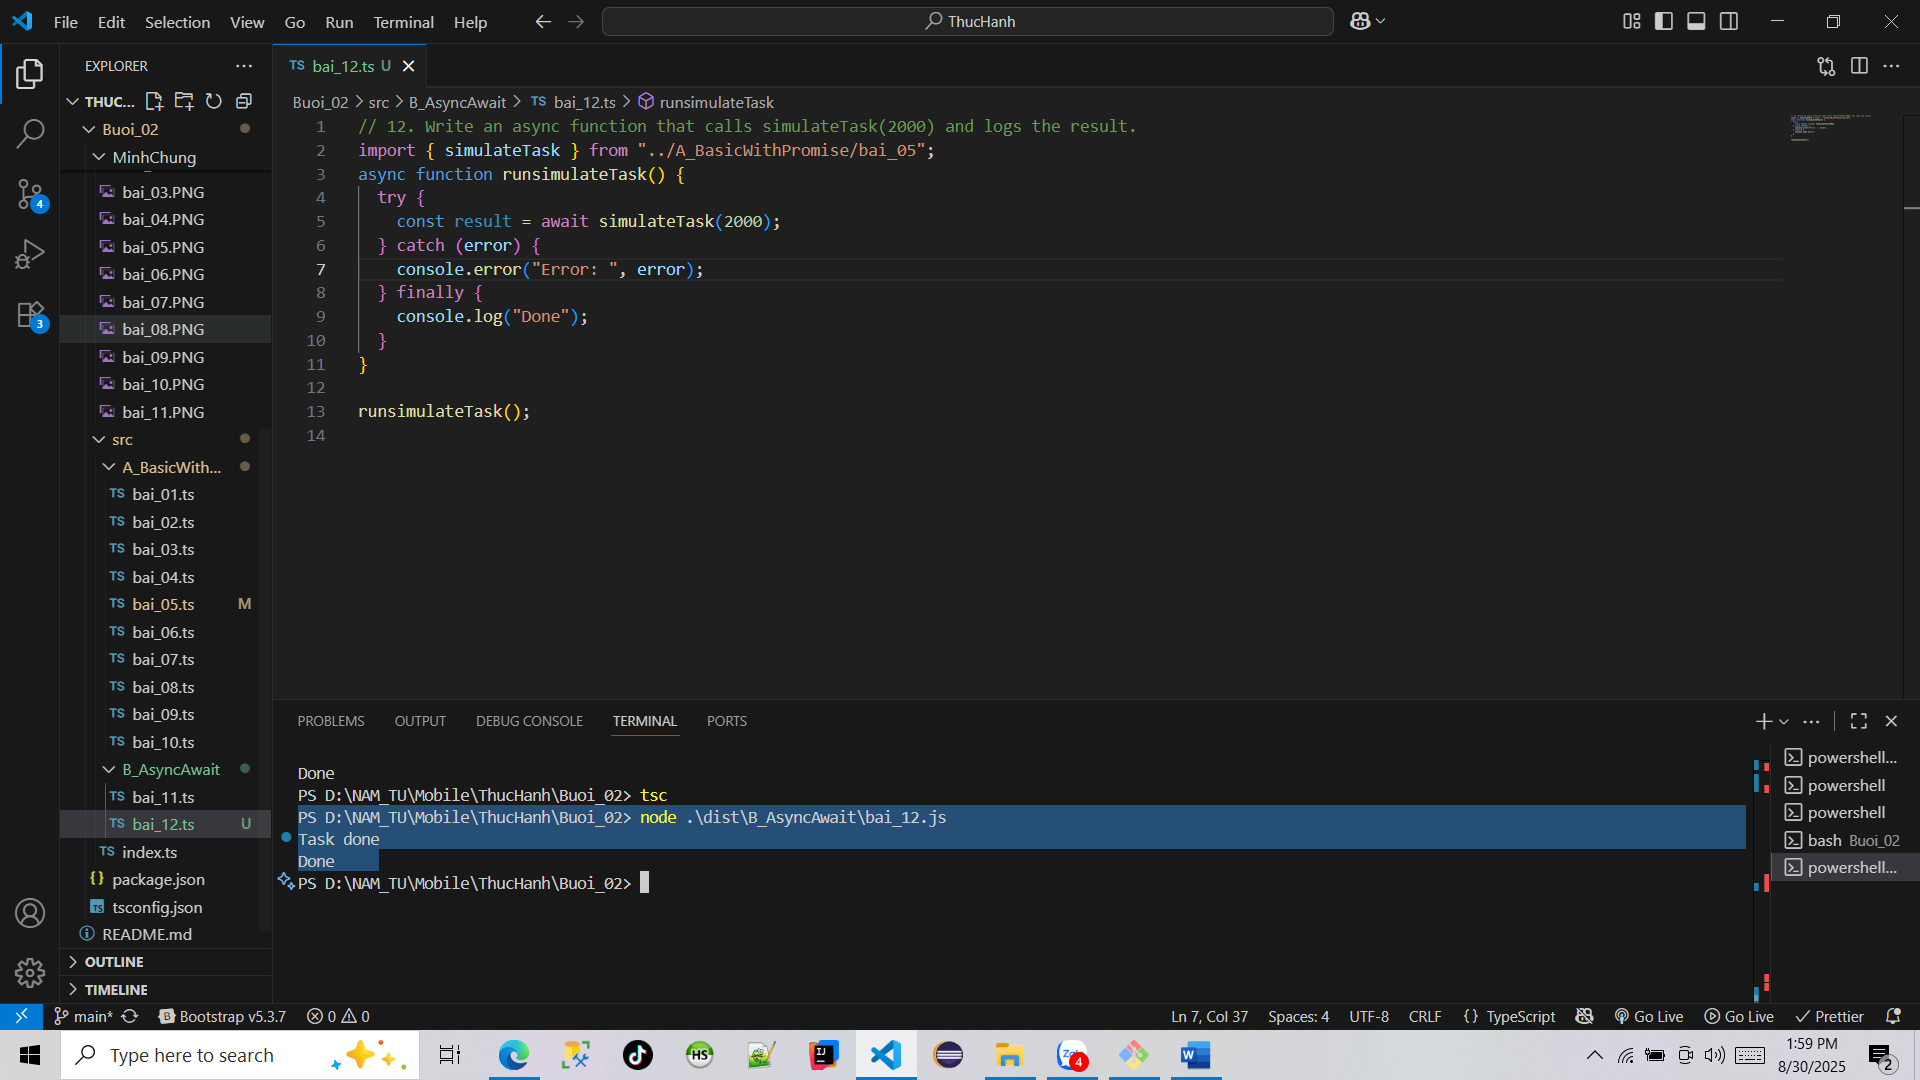 File Edit Selection View Go Run Terminal Help
ThucHanh
EXPLORER
THUC...
Buoi_02
MinhChung
bai_03.PNG
bai_04.PNG
bai_05.PNG
bai_06.PNG
bai_07.PNG
bai_08.PNG
bai_09.PNG
bai_10.PNG
bai_11.PNG
src
A_BasicWith...
TS bai_01.ts
TS bai_02.ts
TS bai_03.ts
TS bai_04.ts
TS bai_05.ts M
TS bai_06.ts
TS bai_07.ts
TS bai_08.ts
TS bai_09.ts
TS bai_10.ts
B_AsyncAwait
TS bai_11.ts
TS bai_12.ts U
TS index.ts
{} package.json
TS tsconfig.json
README.md
OUTLINE
TIMELINE
4
3
TS bai_12.ts U
Buoi_02 > src > B_AsyncAwait > TS bai_12.ts > runsimulateTask
1 // 12. Write an async function that calls simulateTask(2000) and logs the result.
2 import { simulateTask } from "../A_BasicWithPromise/bai_05";
3 async function runsimulateTask() {
4 try {
5 const result = await simulateTask(2000);
6 } catch (error) {
7 console.error("Error: ", error);
8 } finally {
9 console.log("Done");
10 }
11 }
12
13 runsimulateTask();
14
PROBLEMS OUTPUT DEBUG CONSOLE TERMINAL PORTS
Done
PS D:\NAM_TU\Mobile\ThucHanh\Buoi_02> tsc
PS D:\NAM_TU\Mobile\ThucHanh\Buoi_02> node .\dist\B_AsyncAwait\bai_12.js
Task done
Done
PS D:\NAM_TU\Mobile\ThucHanh\Buoi_02>
powershell...
powershell
powershell
bash Buoi_02
powershell...
main* Bootstrap v5.3.7 0 0
Ln 7, Col 37 Spaces: 4 UTF-8 CRLF {} TypeScript Go Live Go Live Prettier
Type here to search
HS
IJ
4
W
1:59 PM
8/30/2025
2